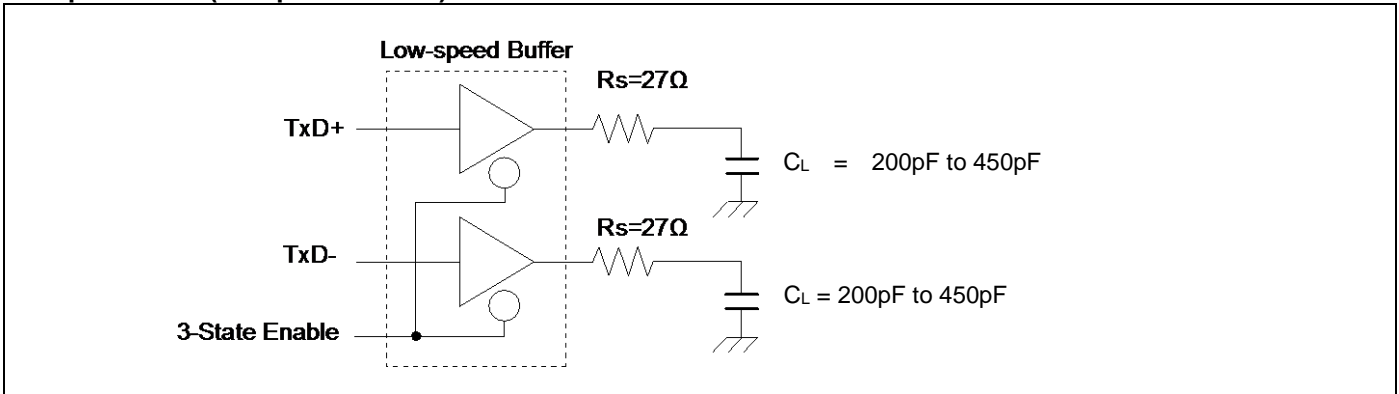 Low-speed Buffer
Rs=27Ω
TxD+
CL = 200pF to 450pF
Rs=27Ω
TxD-
CL = 200pF to 450pF
3-State Enable